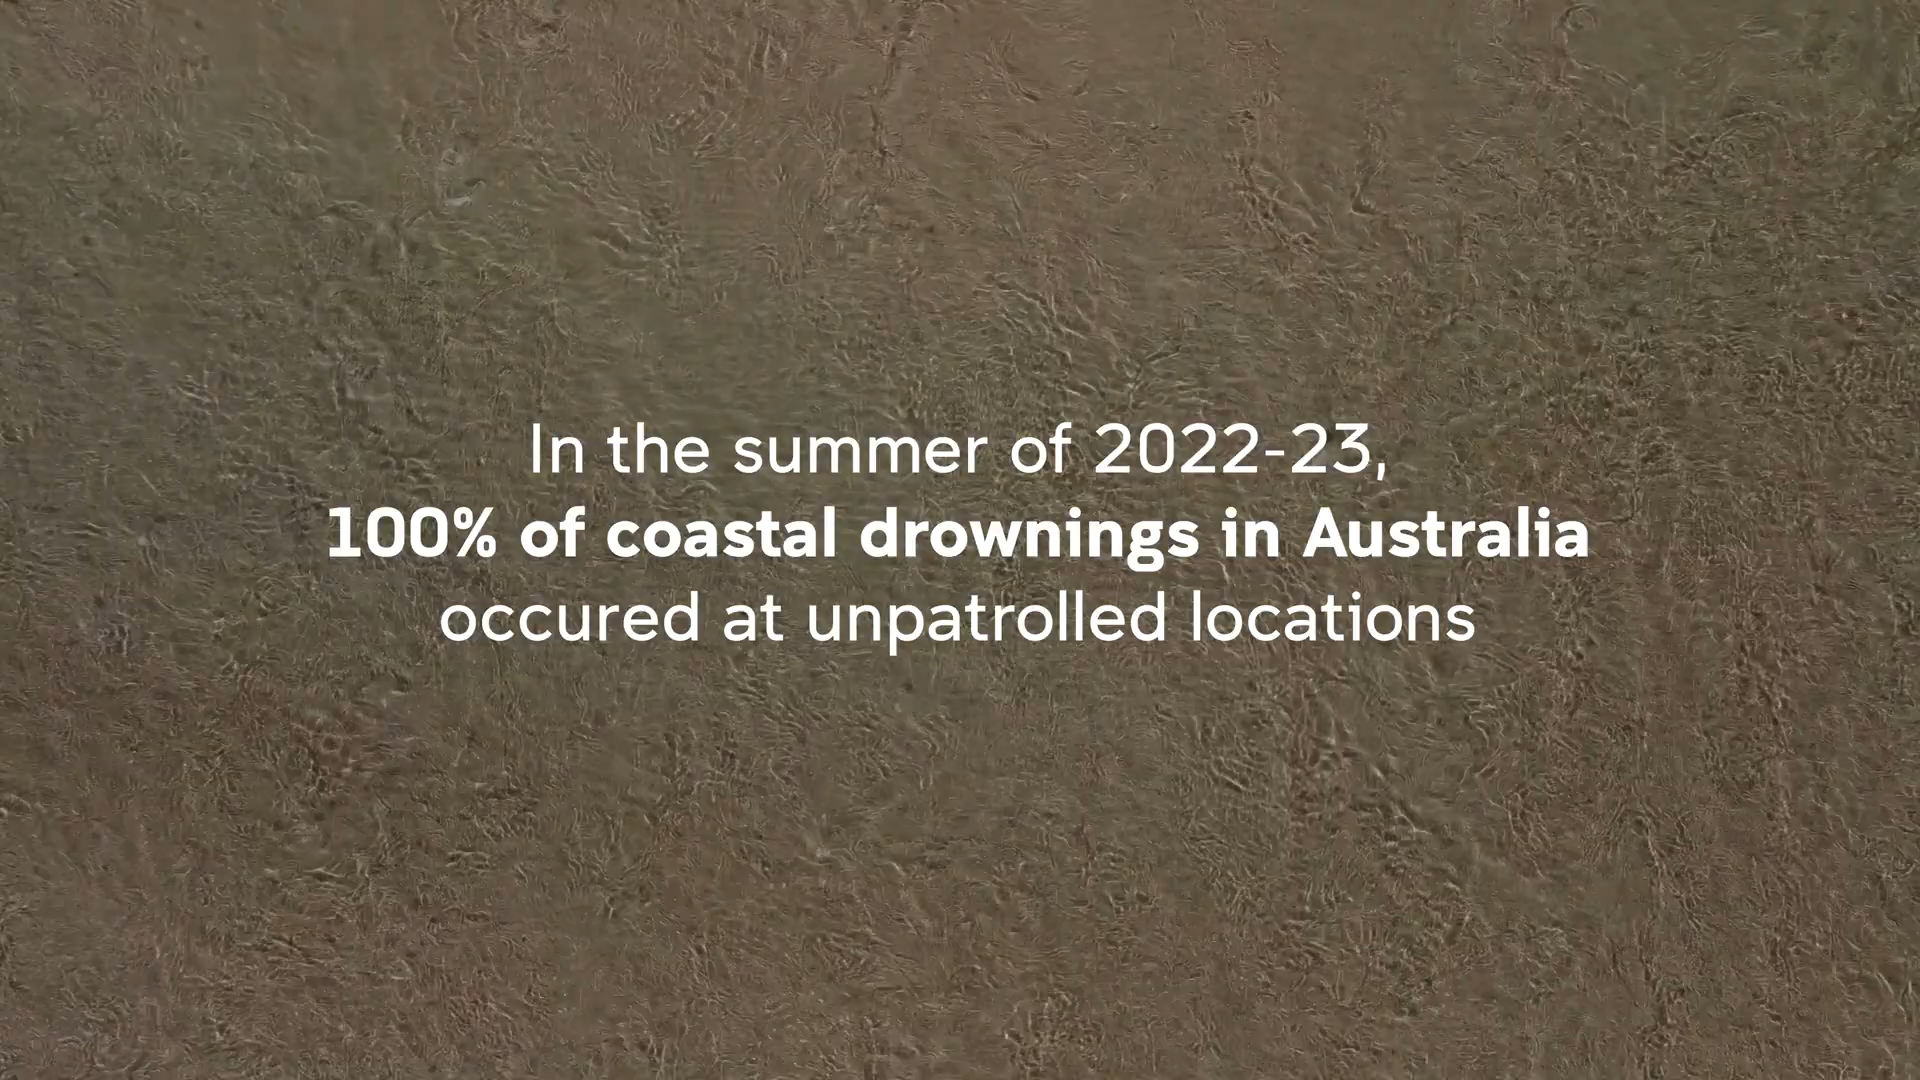 In the summer of 2022-23,
100% of coastal drownings in Australia
occured at unpatrolled locations